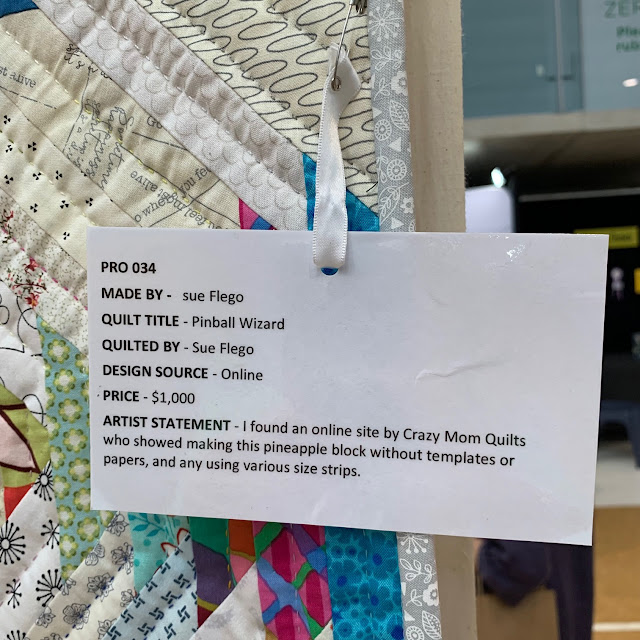 PRO 034
MADE BY - sue Flego
QUILT TITLE - Pinball Wizard
QUILTED BY - Sue Flego
DESIGN SOURCE - Online
PRICE - $1,000
ARTIST STATEMENT - I found an online site by Crazy Mom Quilts
who showed making this pineapple block without templates or
papers, and any using various size strips.